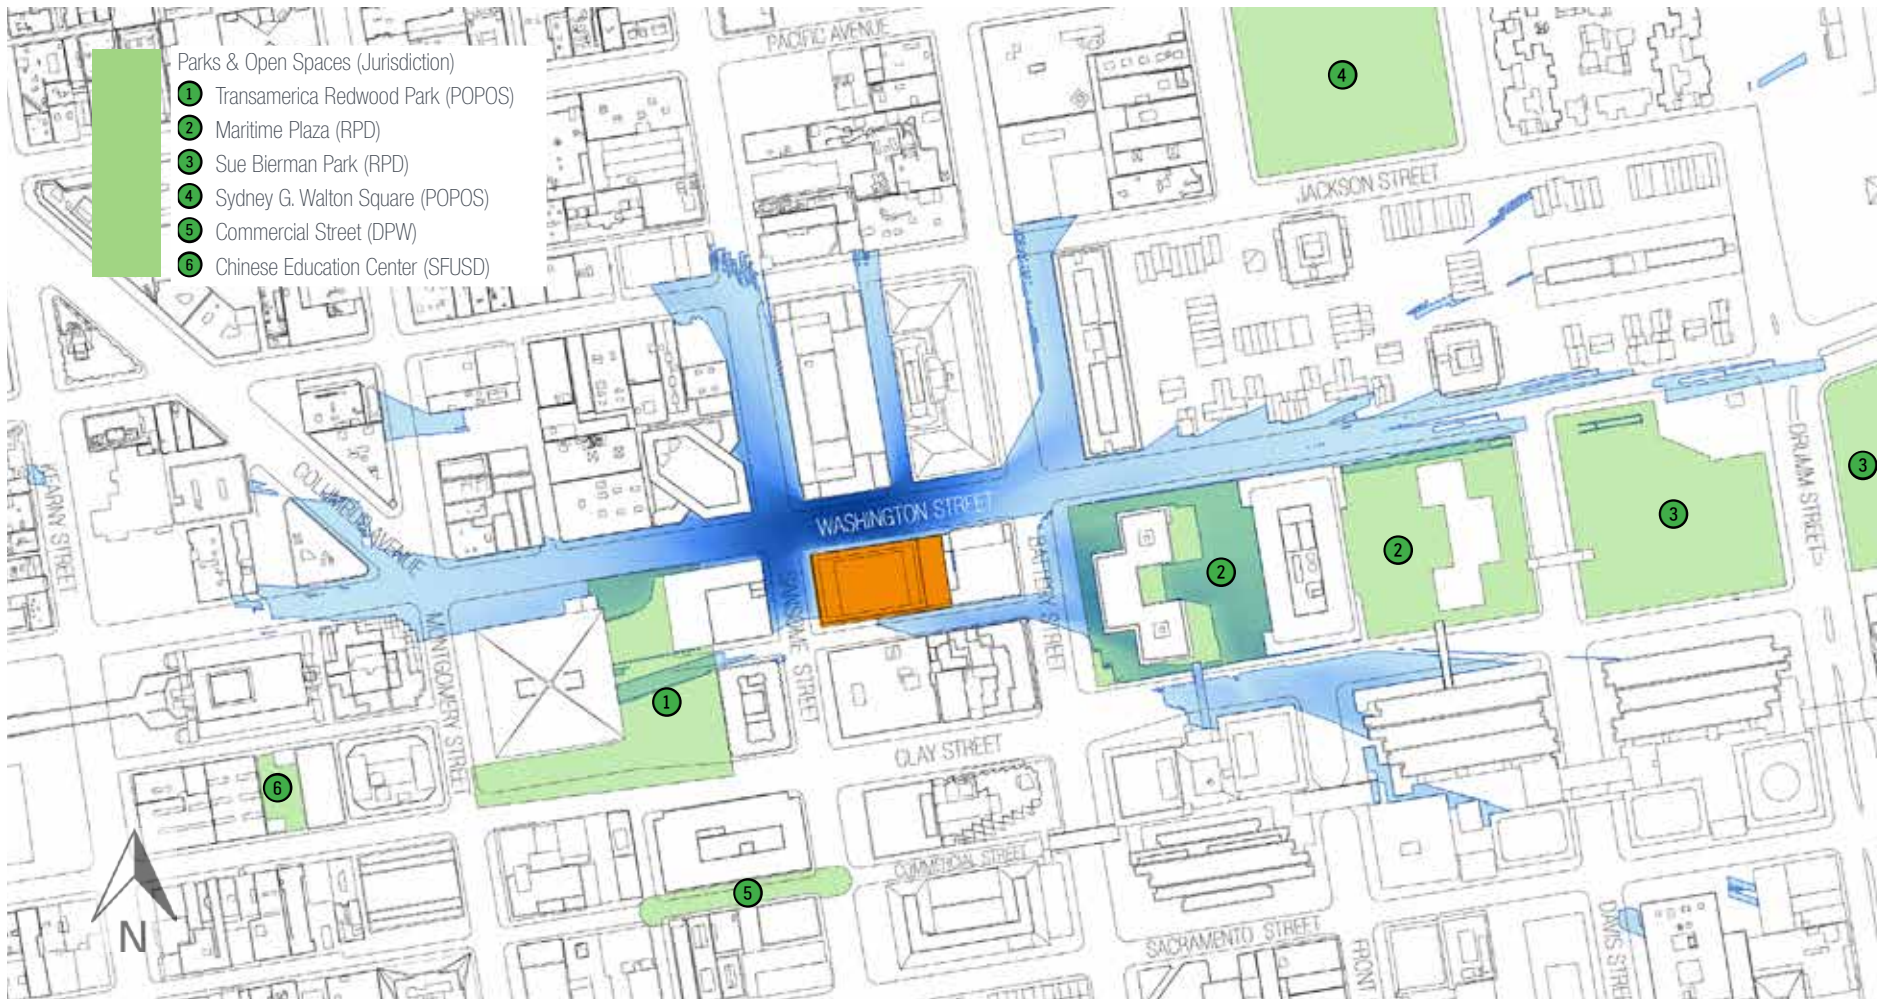 PACIFIC AVENUE
Parks & Open Spaces (Jurisdiction)
1 Transamerica Redwood Park (POPOS)
2 Maritime Plaza (RPD)
3 Sue Bierman Park (RPD)
4 Sydney G. Walton Square (POPOS)
5 Commercial Street (DPW)
6 Chinese Education Center (SFUSD)
4
JACKSON STREET
3
DRUMM STREET
COLUMBUS AVENUE
KEARNY STREET
WASHINGTON STREET
3
2
2
BATTERY STREET
SANSOME STREET
MONTGOMERY STREET
1
CLAY STREET
6
COMMERCIAL STREET
5
N
SACRAMENTO STREET
FRONT
DAVIS STREET